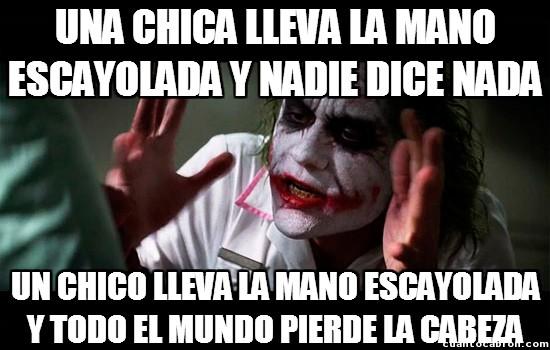 UNA CHICA LLEVA LA MANO
ESCAYOLADA Y NADIE DICE NADA
UN CHICO LLEVA LA MANO ESCAYOLADA
Y TODO EL MUNDO PIERDE LA CABEZA
cuantocabron.com